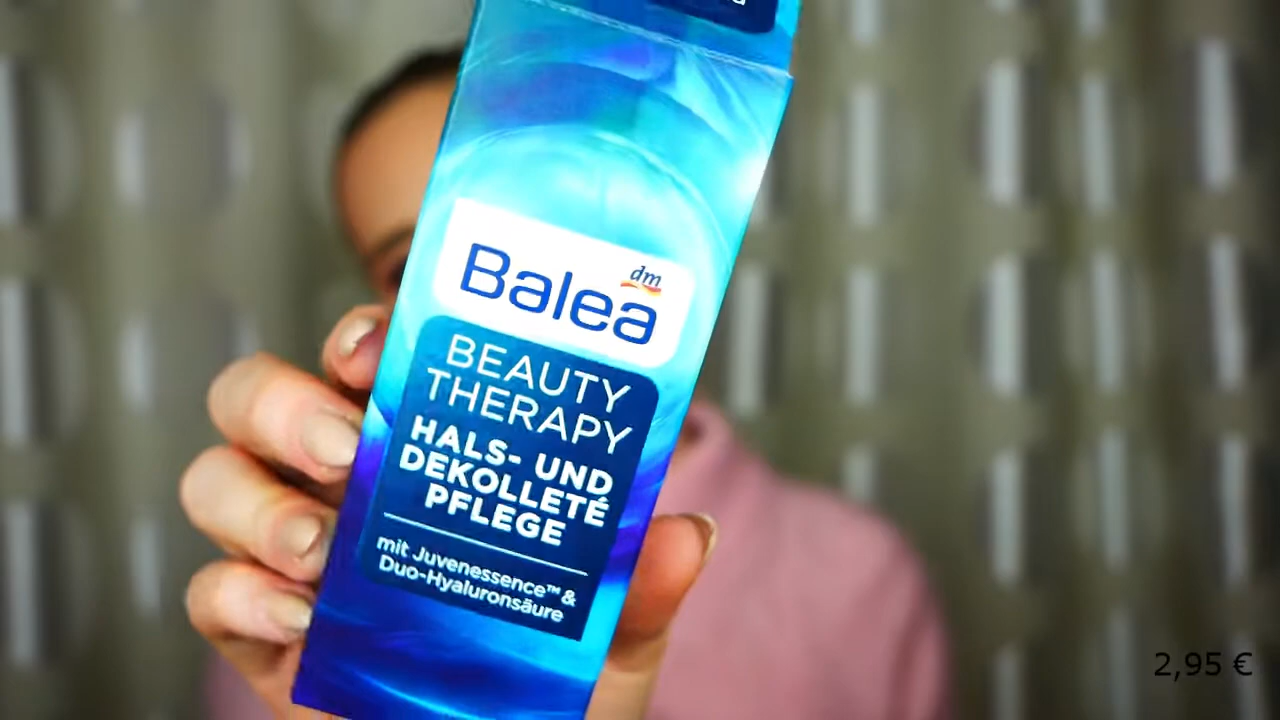 Balea
dm
BEAUTY
THERAPY
HALS- UND
DEKOLLETÉ
PFLEGE
mit Juvenessence™ &
Duo-Hyaluronsäure
2,95 €